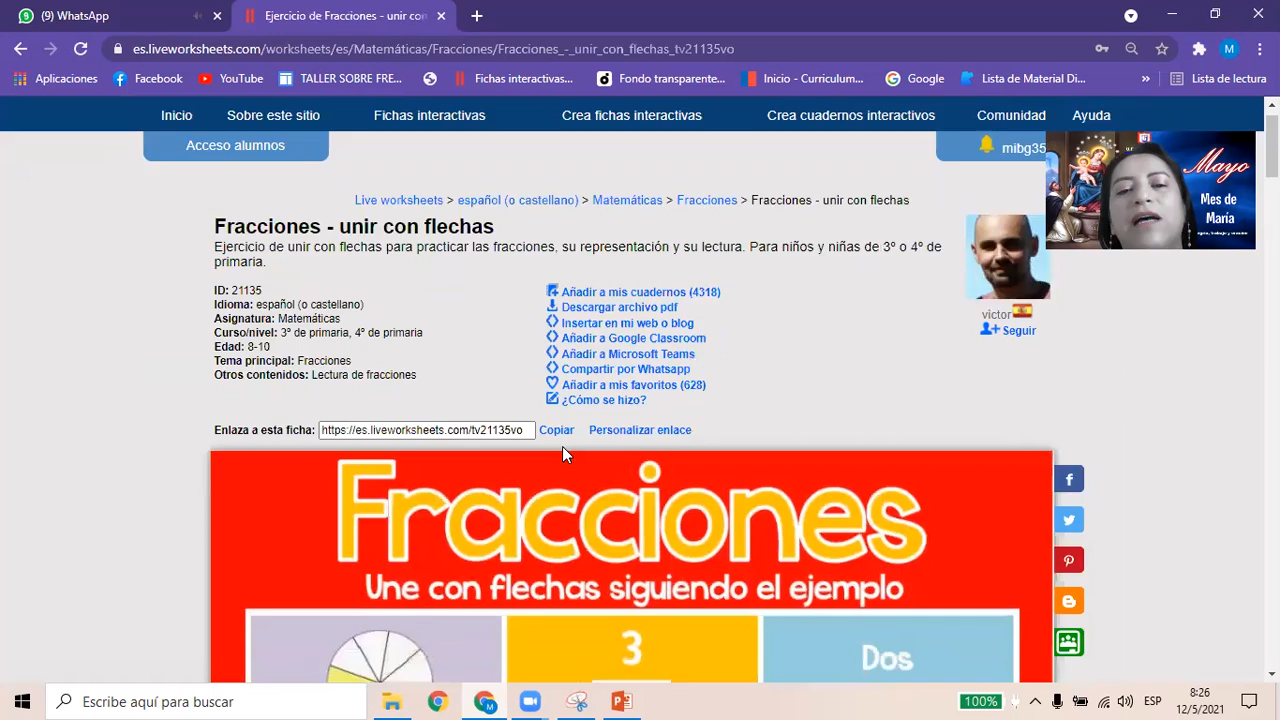 (9) WhatsApp
Ejercicio de Fracciones - unir con
es.liveworksheets.com/worksheets/es/Matemáticas/Fracciones/Fracciones_-_unir_con_flechas_tv21135vo
Aplicaciones Facebook YouTube TALLER SOBRE FRE... Fichas interactivas... Fondo transparente... Inicio - Curriculum... Google Lista de Material Di... » Lista de lectura
Inicio Sobre este sitio Fichas interactivas Crea fichas interactivas Crea cuadernos interactivos Comunidad Ayuda
Acceso alumnos
mibg35
Mayo
Mes de
María
Live worksheets > español (o castellano) > Matemáticas > Fracciones > Fracciones - unir con flechas
Fracciones - unir con flechas
Ejercicio de unir con flechas para practicar las fracciones, su representación y su lectura. Para niños y niñas de 3º o 4º de
primaria.
ID: 21135
Idioma: español (o castellano)
Asignatura: Matemáticas
Curso/nivel: 3º de primaria, 4º de primaria
Edad: 8-10
Tema principal: Fracciones
Otros contenidos: Lectura de fracciones
Añadir a mis cuadernos (4318)
Descargar archivo pdf
Insertar en mi web o blog
Añadir a Google Classroom
Añadir a Microsoft Teams
Compartir por Whatsapp
Añadir a mis favoritos (628)
¿Cómo se hizo?
victor
Seguir
Enlaza a esta ficha: https://es.liveworksheets.com/tv21135vo Copiar Personalizar enlace
Fracciones
Une con flechas siguiendo el ejemplo
3
Dos
Escribe aquí para buscar
100%
ESP
8:26
12/5/2021